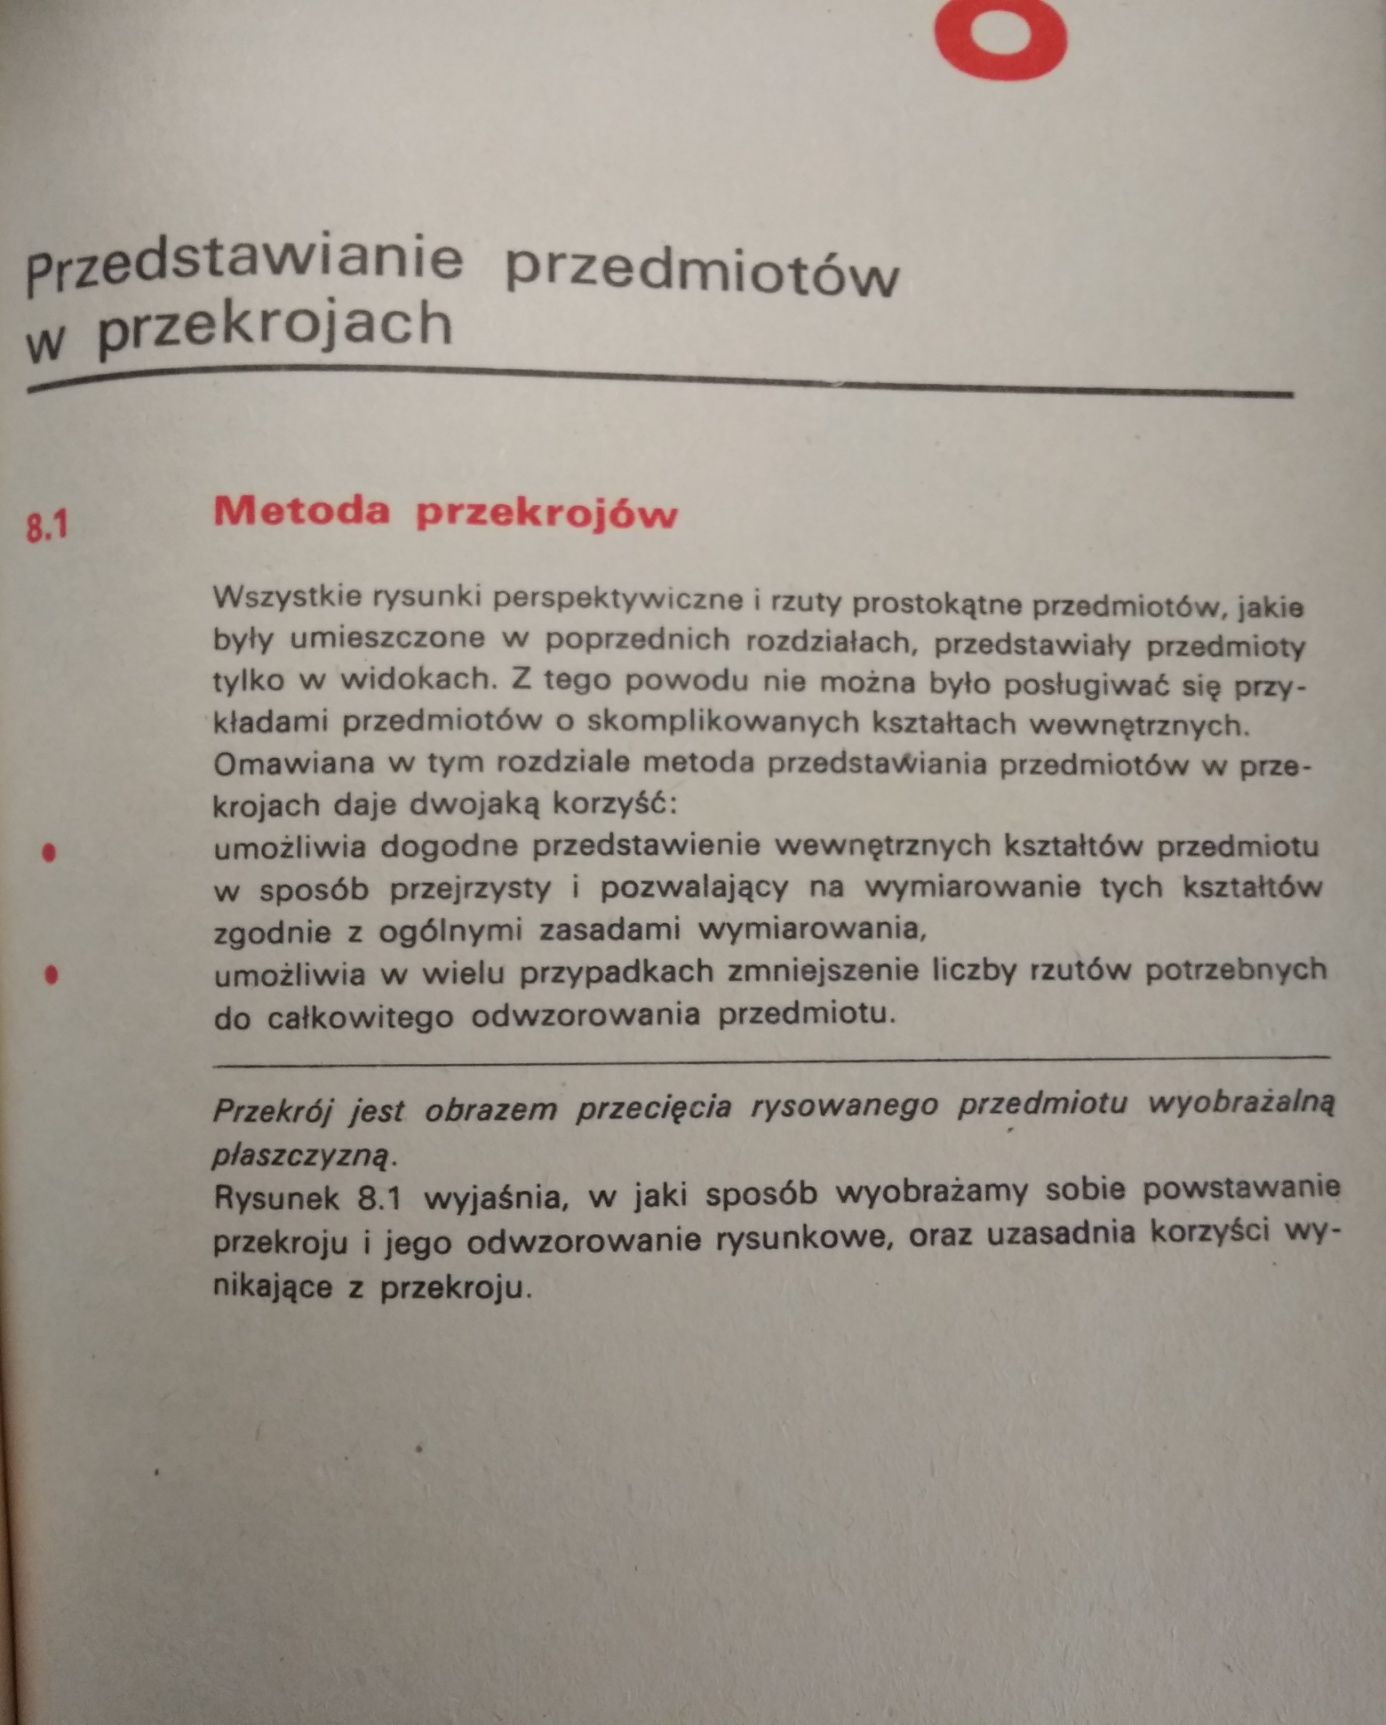 Przedstawianie przedmiotów
w przekrojach
8.1 Metoda przekrojów
Wszystkie rysunki perspektywiczne i rzuty prostokątne przedmiotów, jakie
były umieszczone w poprzednich rozdziałach, przedstawiały przedmioty
tylko w widokach. Z tego powodu nie można było posługiwać się przy-
kładami przedmiotów o skomplikowanych kształtach wewnętrznych.
Omawiana w tym rozdziale metoda przedstawiania przedmiotów w prze-
krojach daje dwojaką korzyść:
• umożliwia dogodne przedstawienie wewnętrznych kształtów przedmiotu
w sposób przejrzysty i pozwalający na wymiarowanie tych kształtów
zgodnie z ogólnymi zasadami wymiarowania,
• umożliwia w wielu przypadkach zmniejszenie liczby rzutów potrzebnych
do całkowitego odwzorowania przedmiotu.
Przekrój jest obrazem przecięcia rysowanego przedmiotu wyobrażalną
płaszczyzną.
Rysunek 8.1 wyjaśnia, w jaki sposób wyobrażamy sobie powstawanie
przekroju i jego odwzorowanie rysunkowe, oraz uzasadnia korzyści wy-
nikające z przekroju.